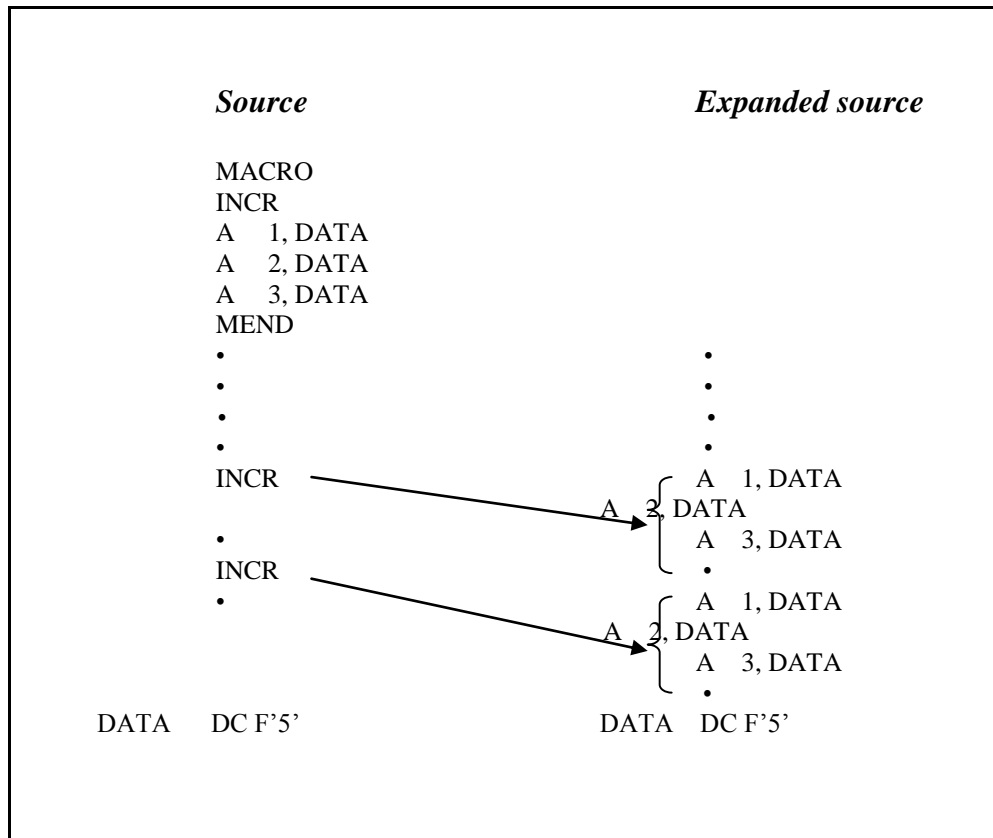 Source Expanded source
MACRO
INCR
A 1, DATA
A 2, DATA
A 3, DATA
MEND
• •
• •
• •
• •
INCR A 1, DATA
A 2, DATA
• A 3, DATA
INCR •
• A 1, DATA
A 2, DATA
A 3, DATA
•
DATA DC F’5’ DATA DC F’5’